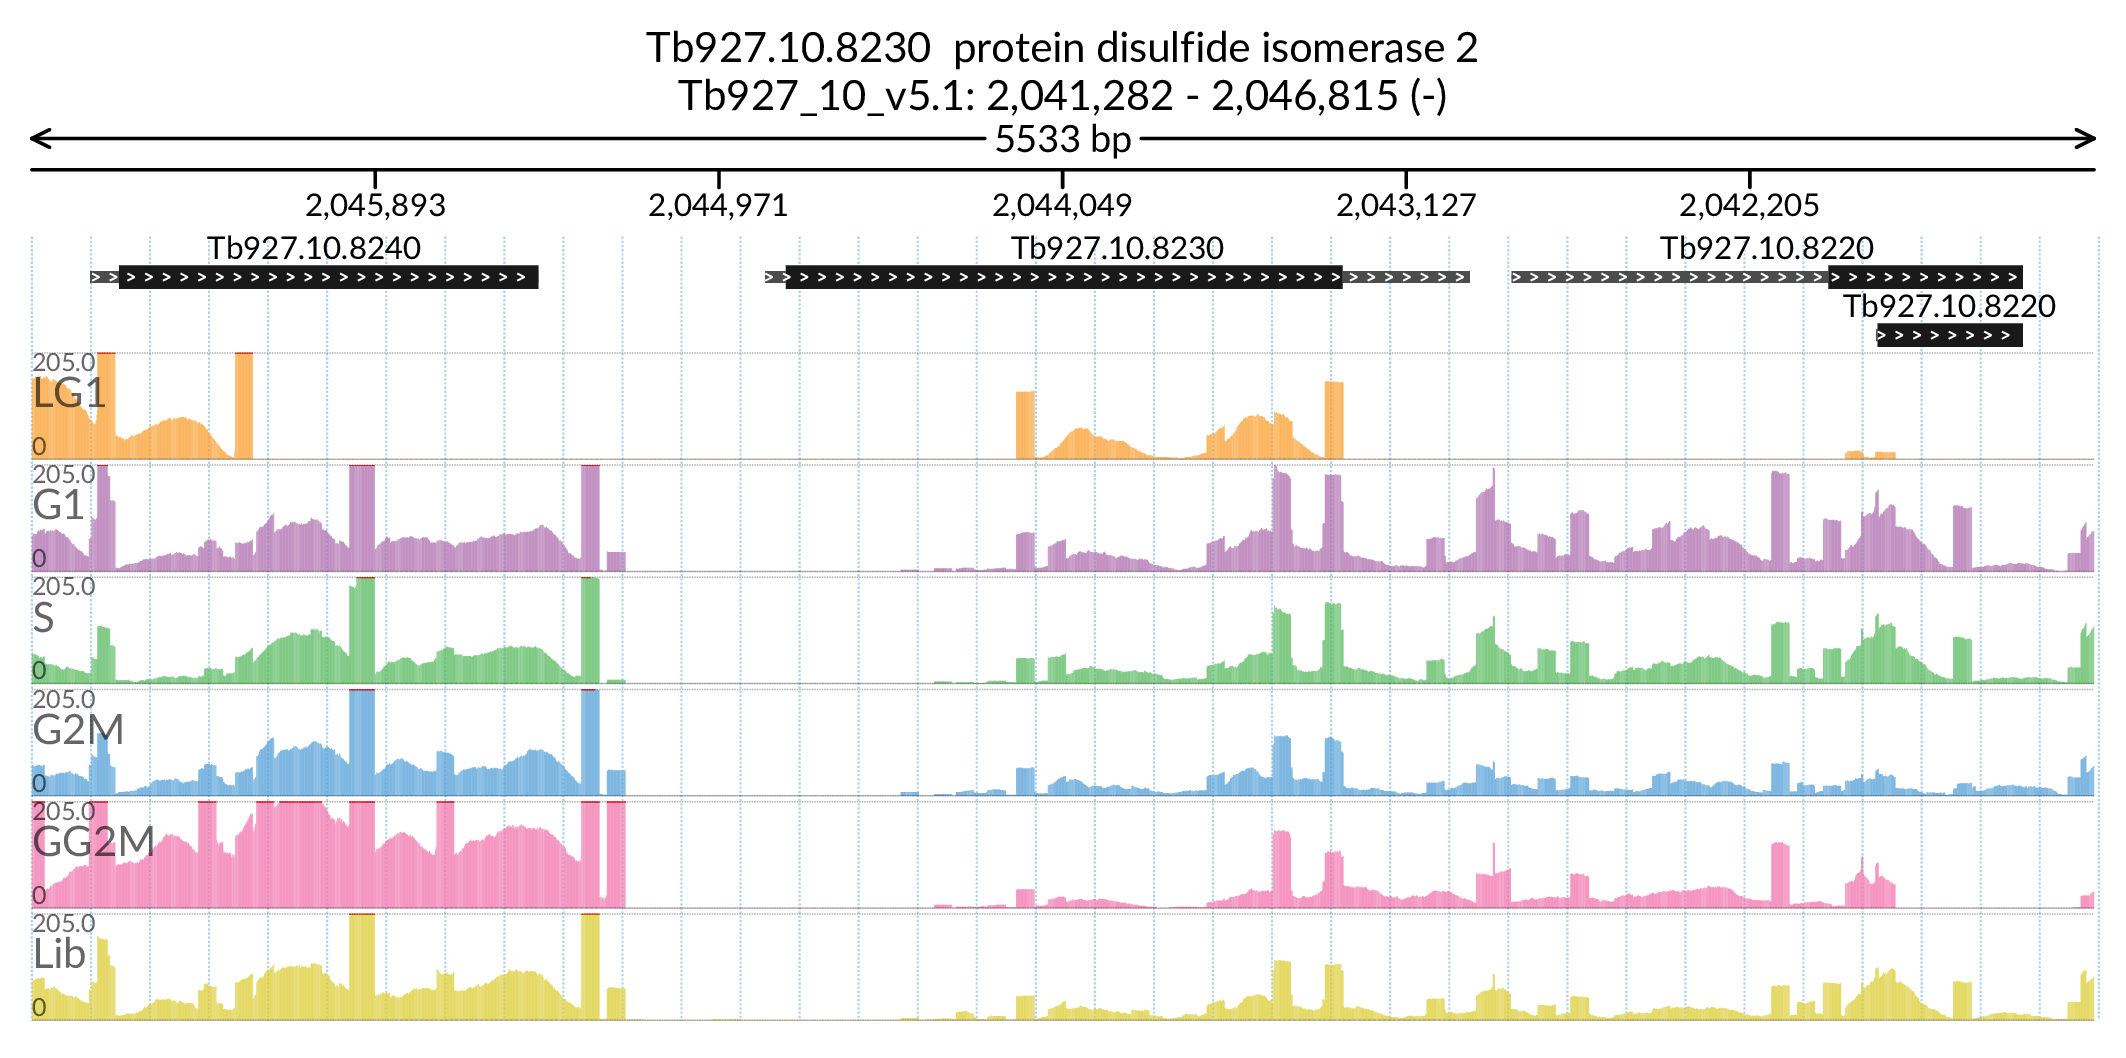 Tb927.10.8230  protein disulfide isomerase 2
Tb927_10_v5.1: 2,041,282 - 2,046,815 (-)
5533 bp
2,045,893 2,044,971 2,044,049 2,043,127 2,042,205
Tb927.10.8240 Tb927.10.8230 Tb927.10.8220
Tb927.10.8220
205.0
LG1
0
205.0
G1
0
205.0
S
0
205.0
G2M
0
205.0
GG2M
0
205.0
Lib
0